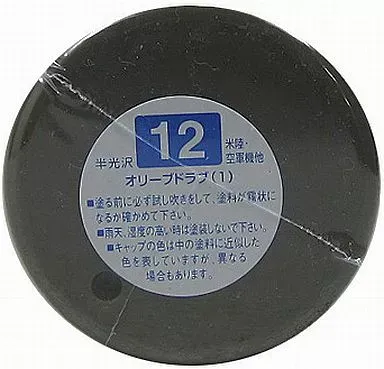 半光沢 12 米陸・
空軍機他
オリーブドラブ(1)
■塗る前に必ず試し吹きをして、塗料が霧状に
なるか確かめて下さい。
■雨天、湿度の高い時は塗装しないで下さい。
■キャップの色は中の塗料に近似した
色を表していますが、異なる
場合もあります。